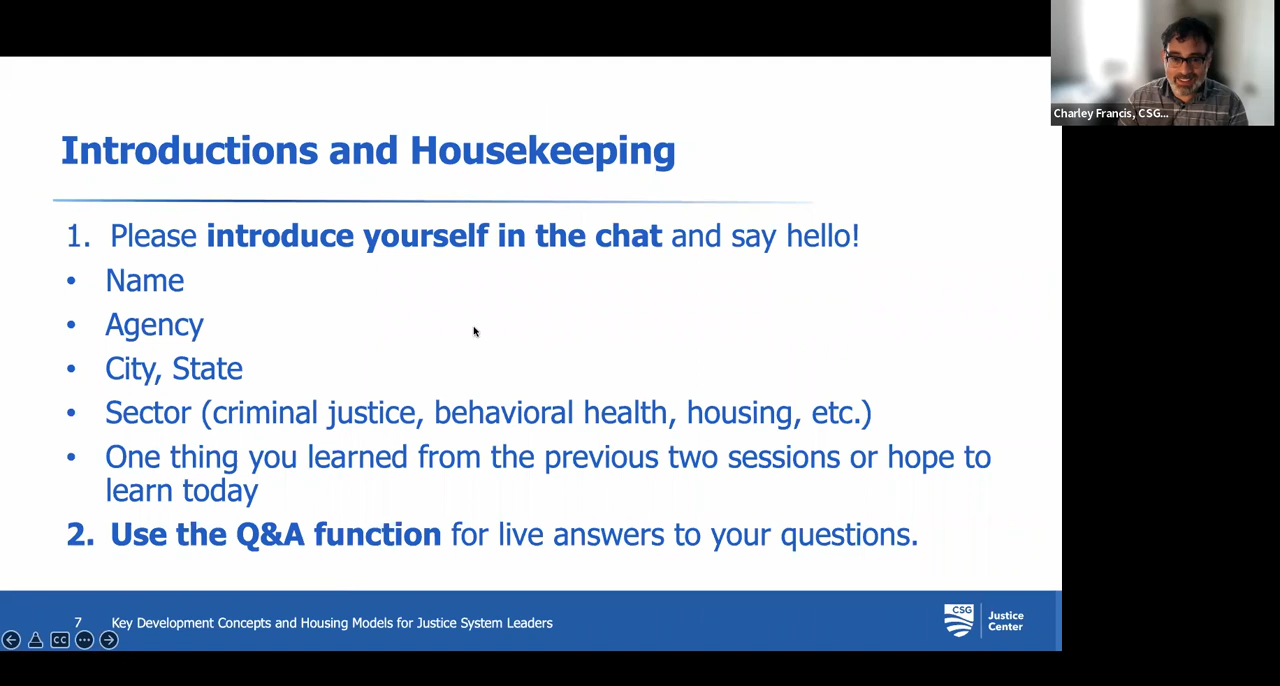 Charley Francis, CSG...
Introductions and Housekeeping
1. Please introduce yourself in the chat and say hello!
• Name
• Agency
• City, State
• Sector (criminal justice, behavioral health, housing, etc.)
• One thing you learned from the previous two sessions or hope to
learn today
2. Use the Q&A function for live answers to your questions.
7 Key Development Concepts and Housing Models for Justice System Leaders
CSG Justice
Center
CC